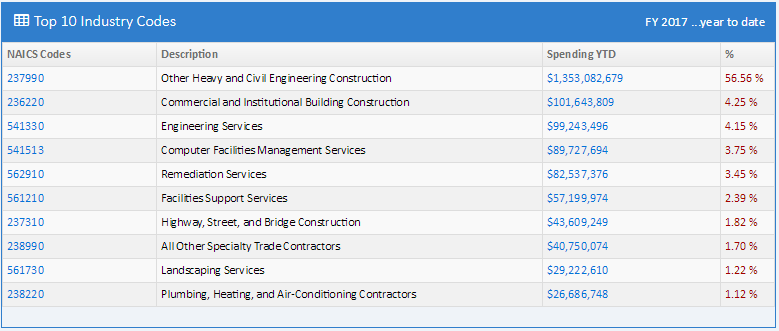 Top 10 Industry Codes FY 2017 ...year to date
NAICS Codes Description Spending YTD %
237990 Other Heavy and Civil Engineering Construction $1,353,082,679 56.56 %
236220 Commercial and Institutional Building Construction $101,643,809 4.25 %
541330 Engineering Services $99,243,496 4.15 %
541513 Computer Facilities Management Services $89,727,694 3.75 %
562910 Remediation Services $82,537,376 3.45 %
561210 Facilities Support Services $57,199,974 2.39 %
237310 Highway, Street, and Bridge Construction $43,609,249 1.82 %
238990 All Other Specialty Trade Contractors $40,750,074 1.70 %
561730 Landscaping Services $29,222,610 1.22 %
238220 Plumbing, Heating, and Air-Conditioning Contractors $26,686,748 1.12 %